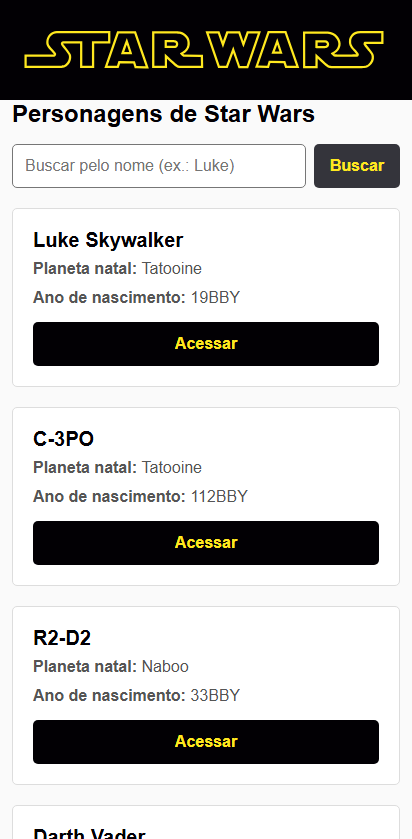 STAR WARS
Personagens de Star Wars
Buscar pelo nome (ex.: Luke)
Buscar
Luke Skywalker
Planeta natal: Tatooine
Ano de nascimento: 19BBY
Acessar
C-3PO
Planeta natal: Tatooine
Ano de nascimento: 112BBY
Acessar
R2-D2
Planeta natal: Naboo
Ano de nascimento: 33BBY
Acessar
Darth Vader